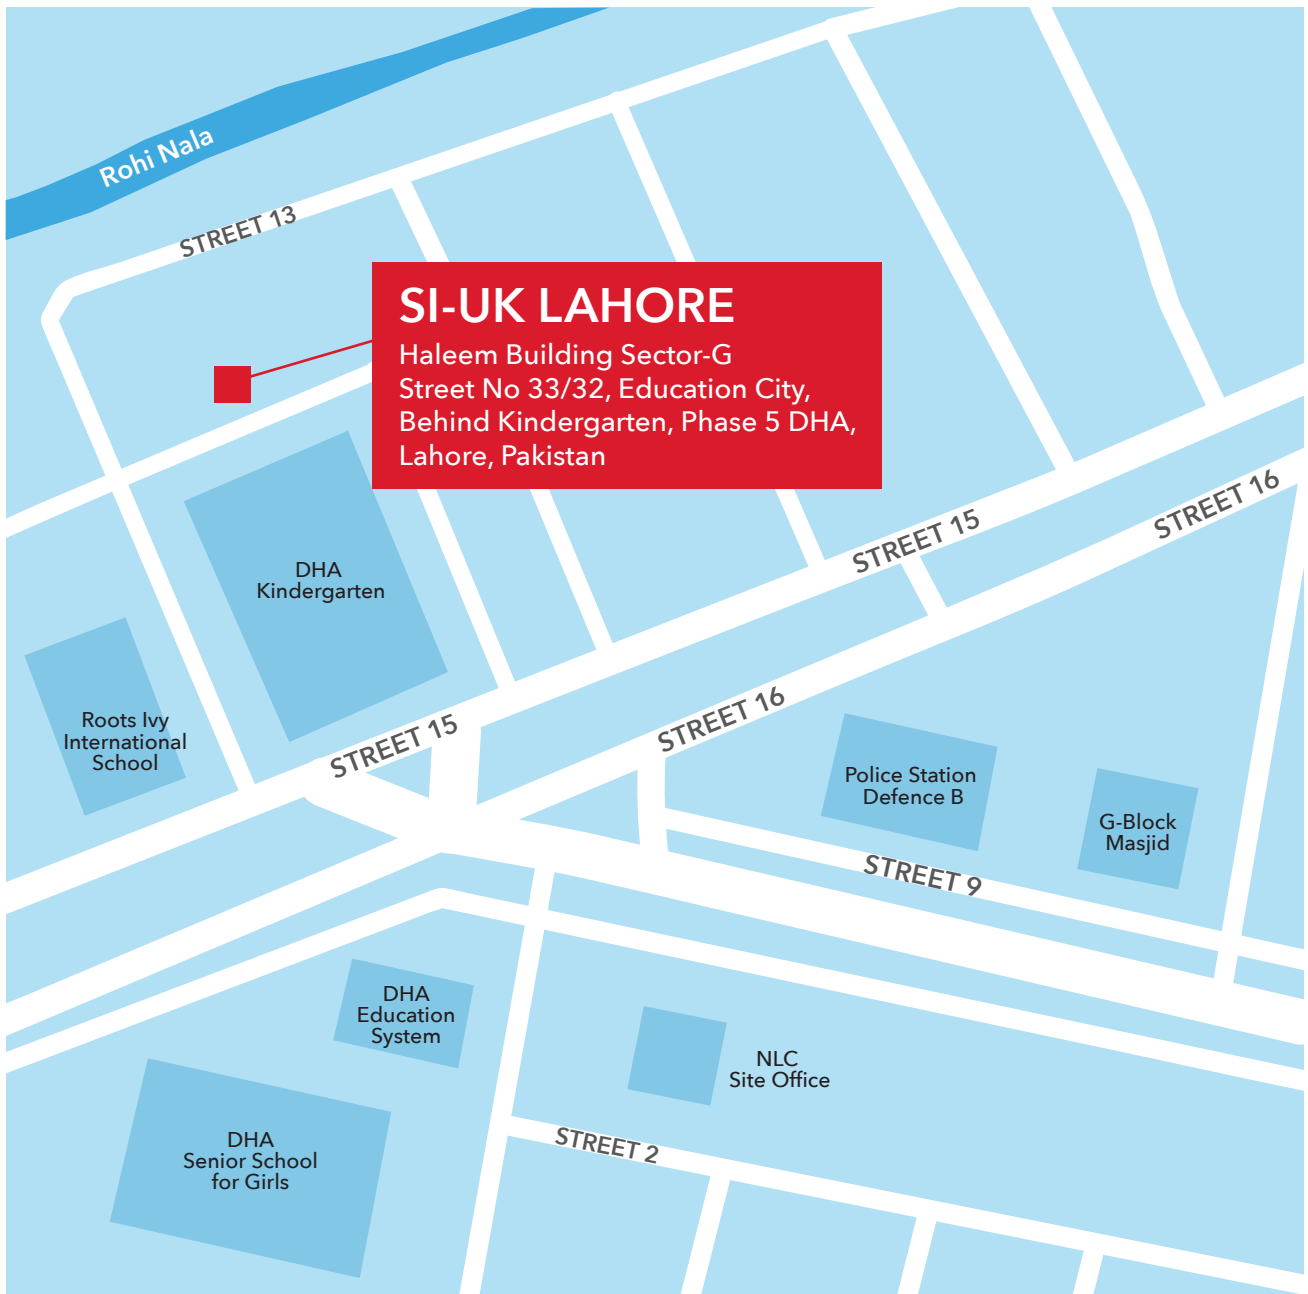 Rohi Nala
STREET 13
SI-UK LAHORE
Haleem Building Sector-G
Street No 33/32, Education City,
Behind Kindergarten, Phase 5 DHA,
Lahore, Pakistan
STREET 16
STREET 15
DHA
Kindergarten
Roots Ivy
International
School
STREET 15
STREET 16
Police Station
Defence B
G-Block
Masjid
STREET 9
DHA
Education
System
NLC
Site Office
DHA
Senior School
for Girls
STREET 2